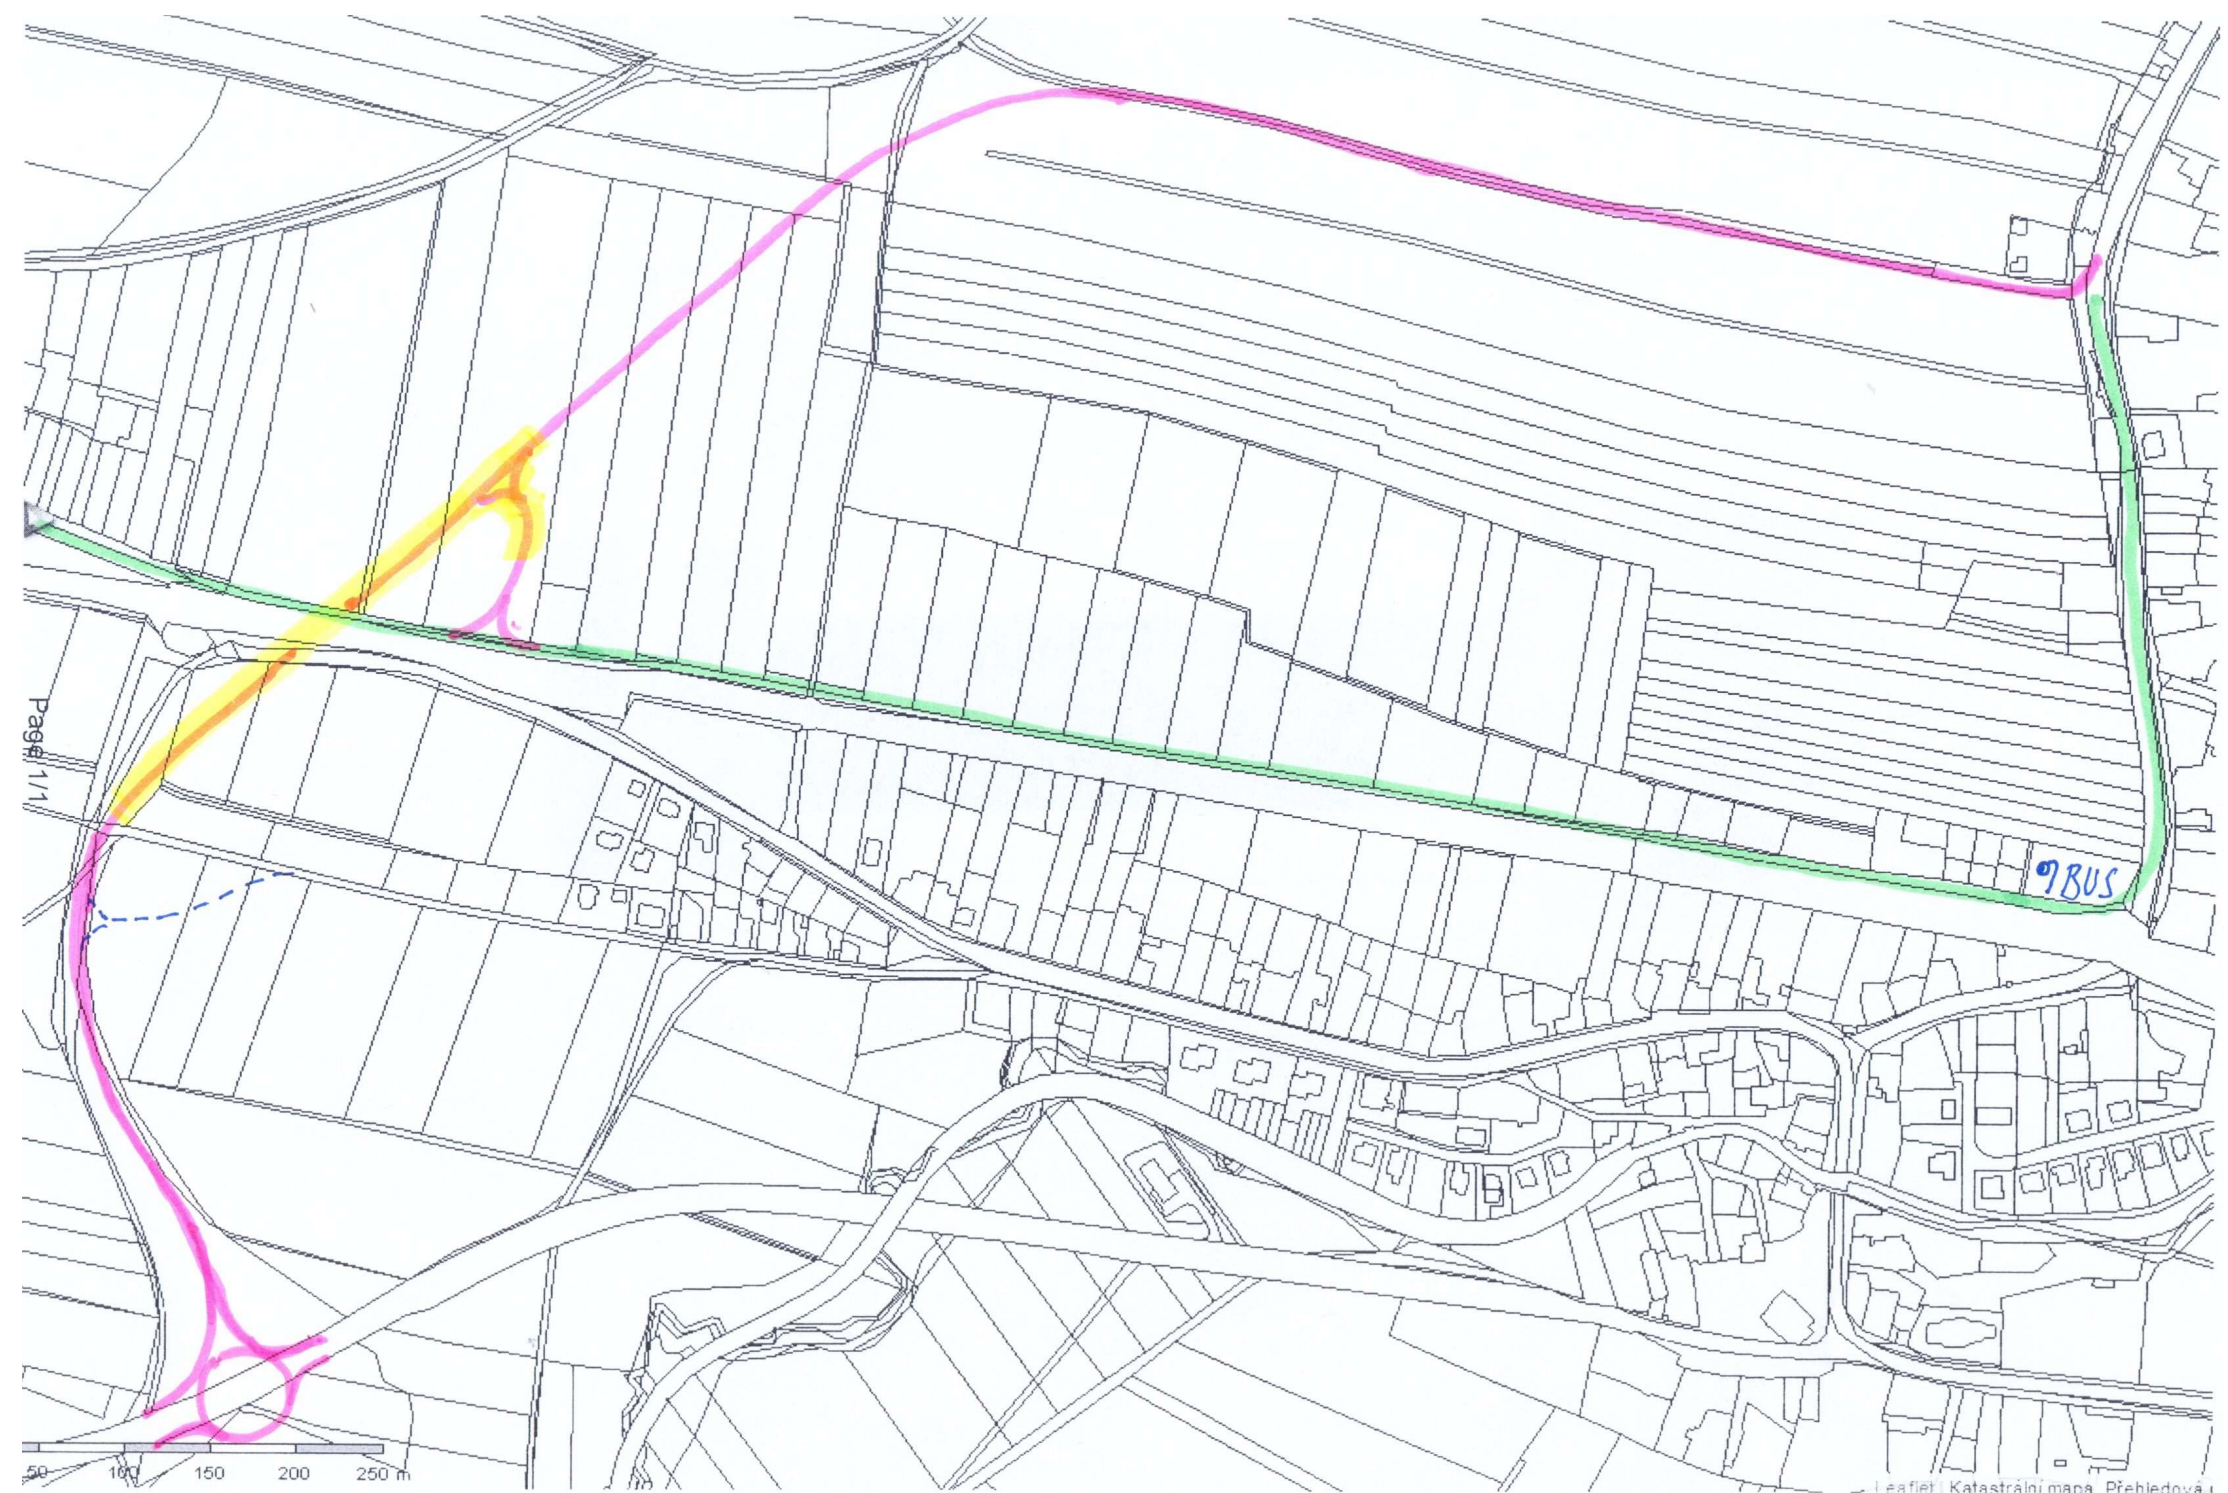 BUS
Page 1/1
50 100 150 200 250 m
Leaflet | Katastrální mapa, Přehledová